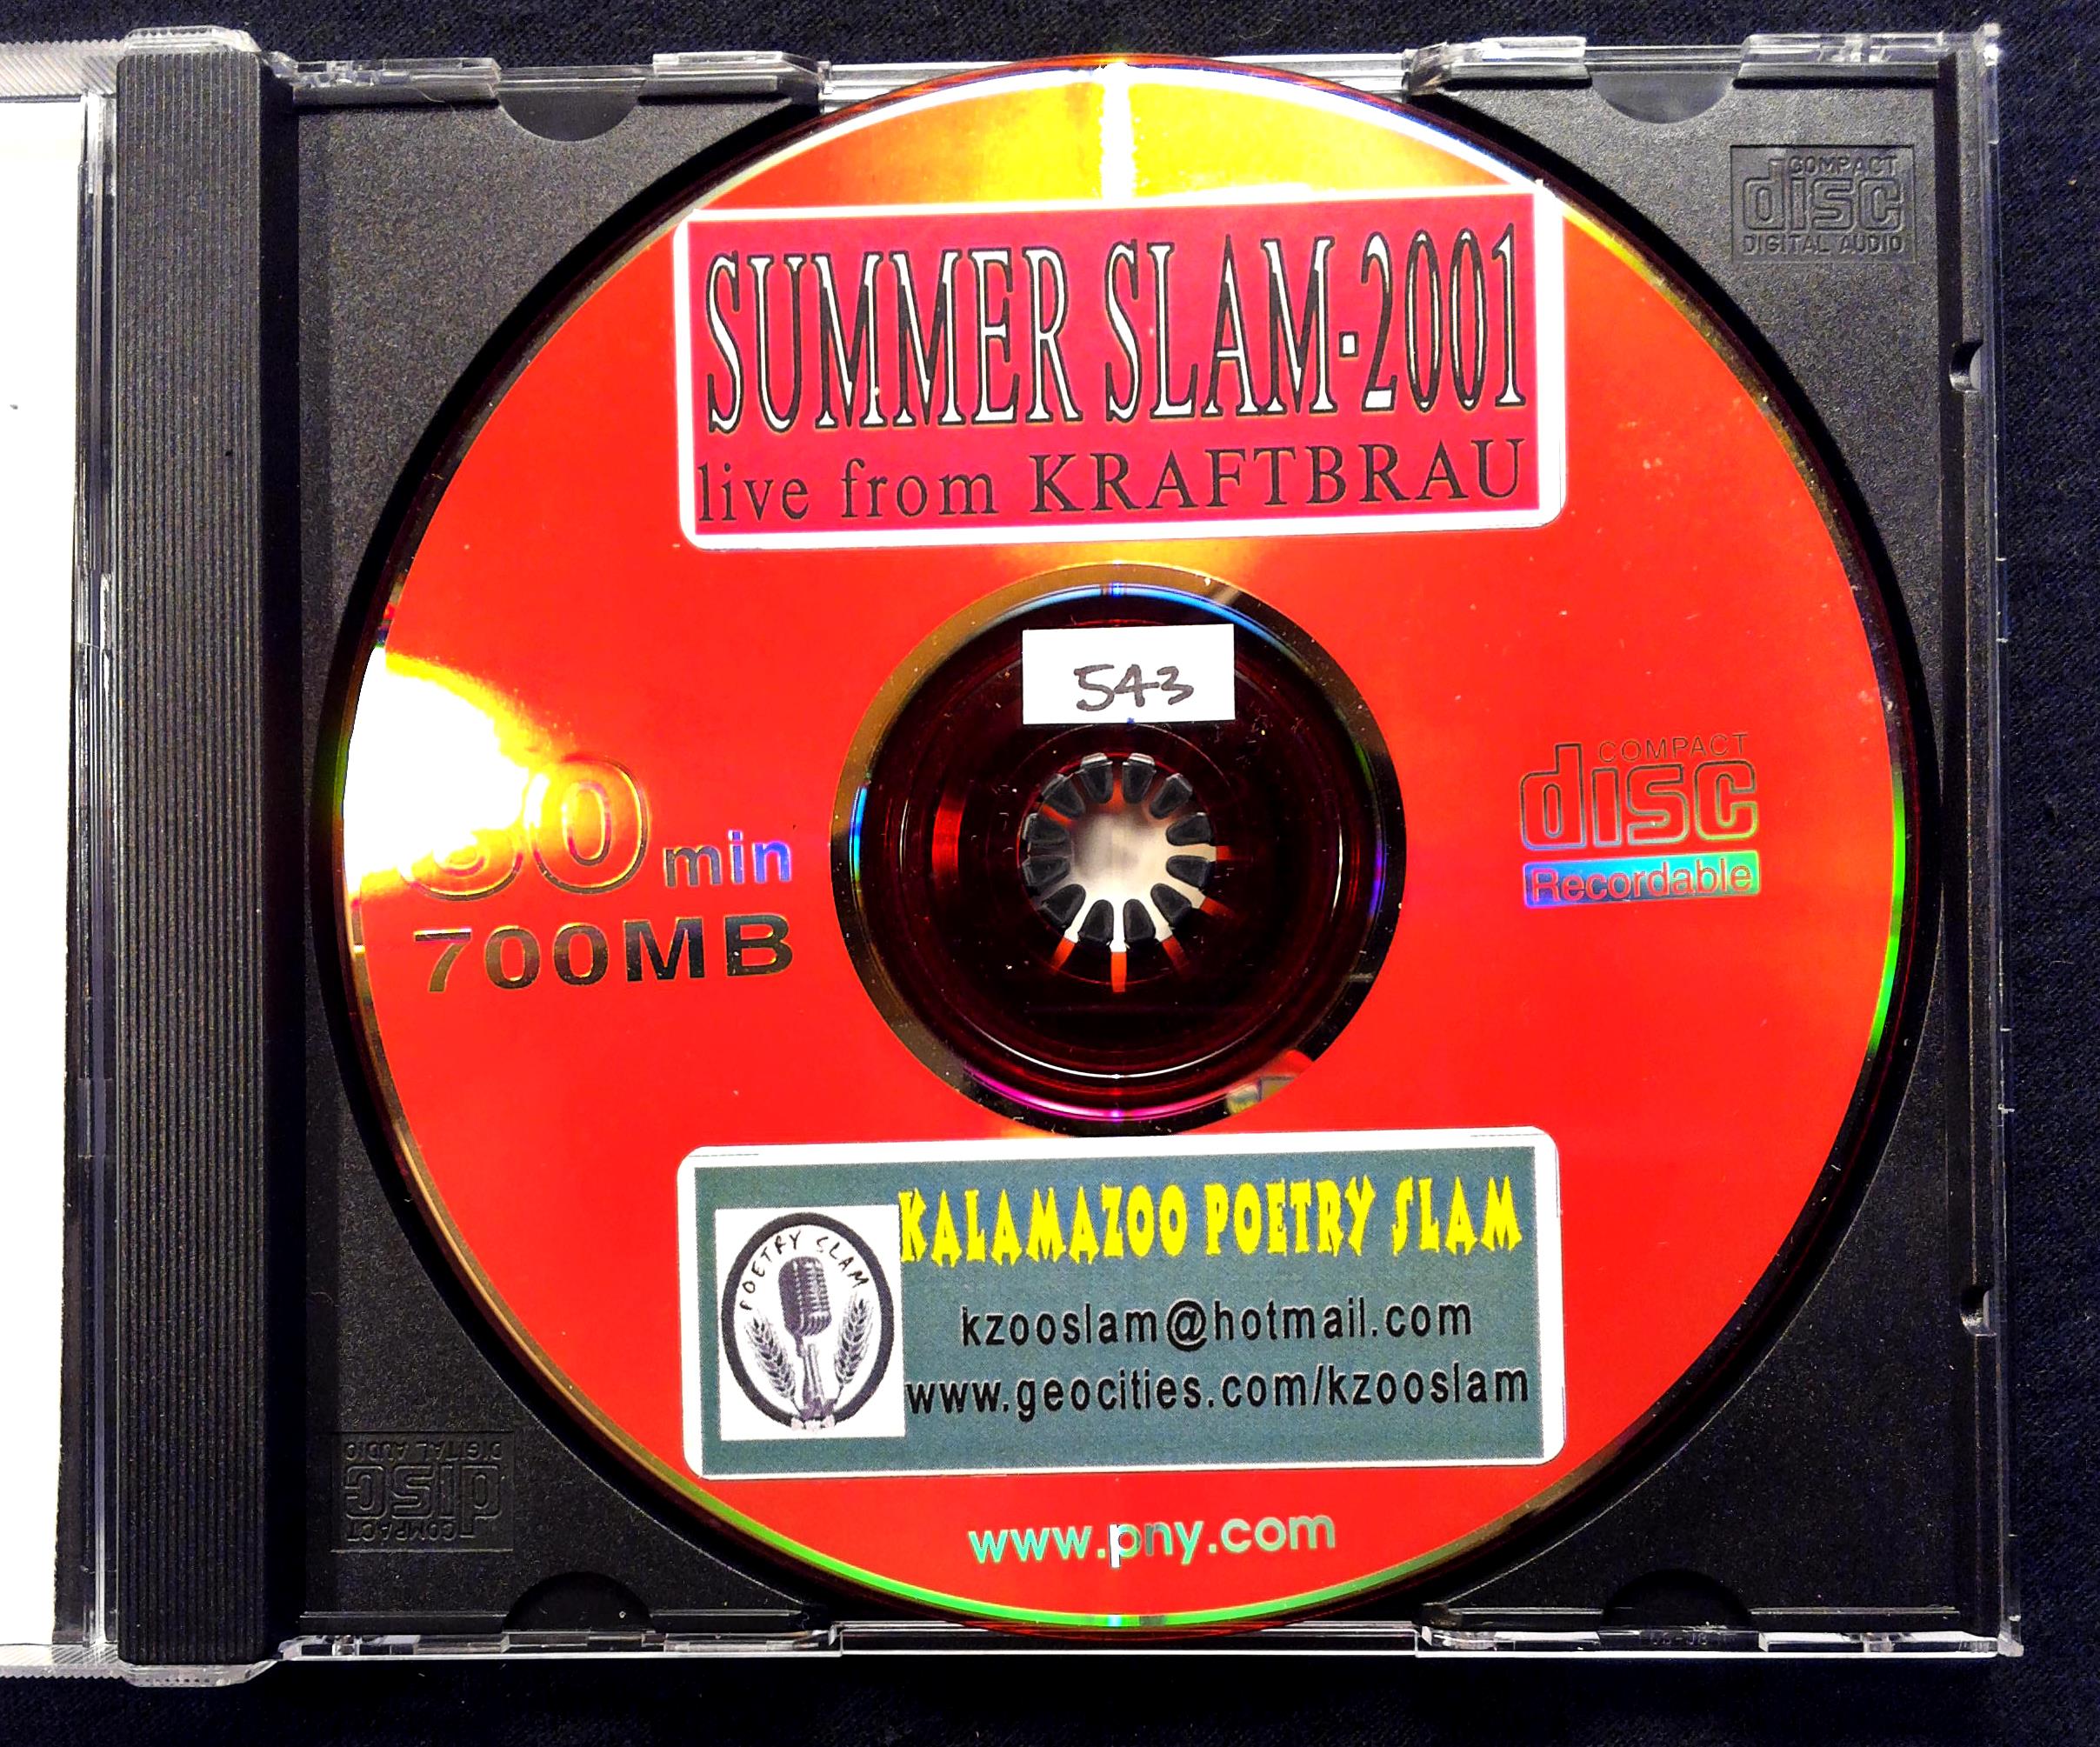 COMPACT
disc
DIGITAL AUDIO
SUMMER SLAM-2001
live from KRAFTBRAU
543
80 min
700MB
COMPACT
disc
Recordable
POETRY SLAM
KALAMAZOO POETRY SLAM
kzooslam@hotmail.com
www.geocities.com/kzooslam
COMPACT
disc
DIGITAL AUDIO
www.pny.com